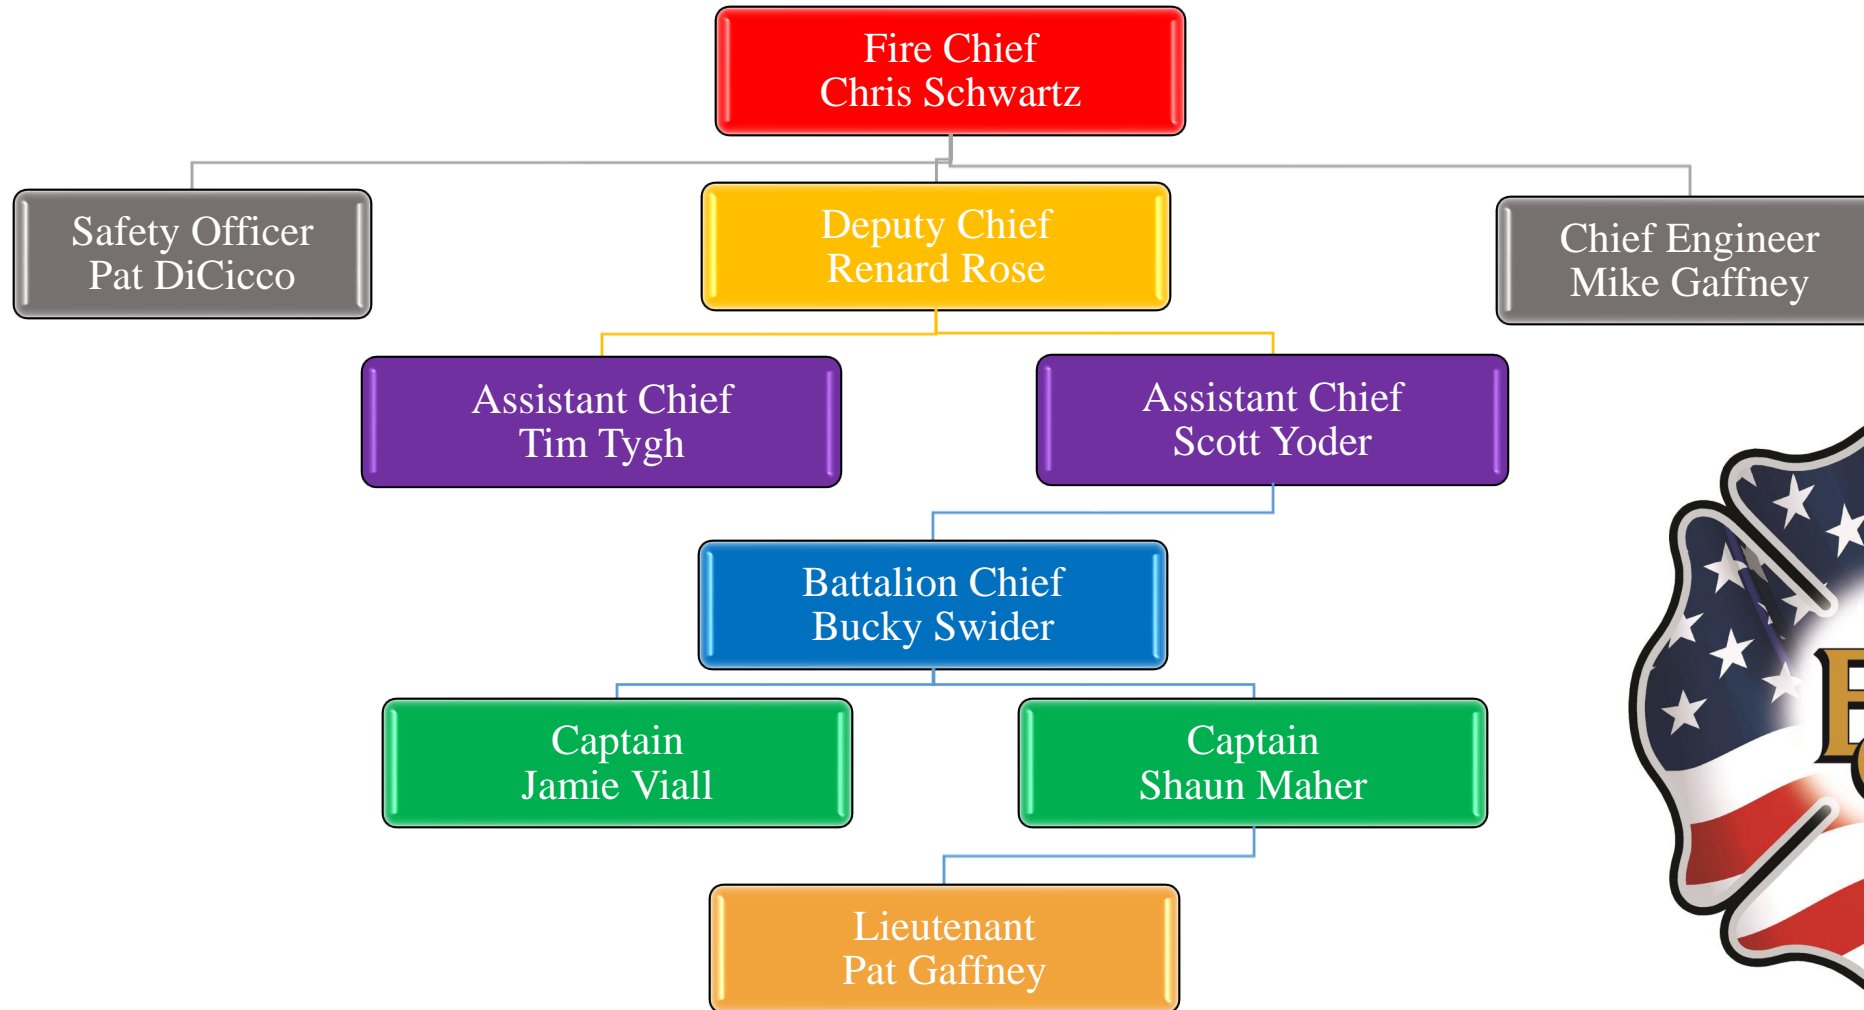 Fire Chief
Chris Schwartz
Safety Officer
Pat DiCicco
Deputy Chief
Renard Rose
Chief Engineer
Mike Gaffney
Assistant Chief
Tim Tygh
Assistant Chief
Scott Yoder
Battalion Chief
Bucky Swider
Captain
Jamie Viall
Captain
Shaun Maher
Lieutenant
Pat Gaffney